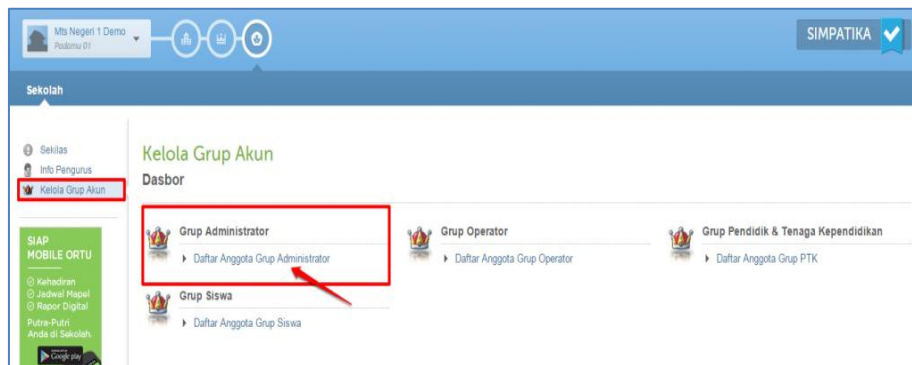 Mts Negeri 1 Demo
Padamu 01
SIMPATIKA
Sekolah
Sekilas
Info Pengurus
Kelola Grup Akun
SIAP
MOBILE ORTU
Kehadiran
Jadwal Mapel
Rapor Digital
Putra-Putri
Anda di Sekolah.
Google play
Kelola Grup Akun
Dasbor
Grup Administrator
Daftar Anggota Grup Administrator
Grup Operator
Daftar Anggota Grup Operator
Grup Pendidik & Tenaga Kependidikan
Daftar Anggota Grup PTK
Grup Siswa
Daftar Anggota Grup Siswa